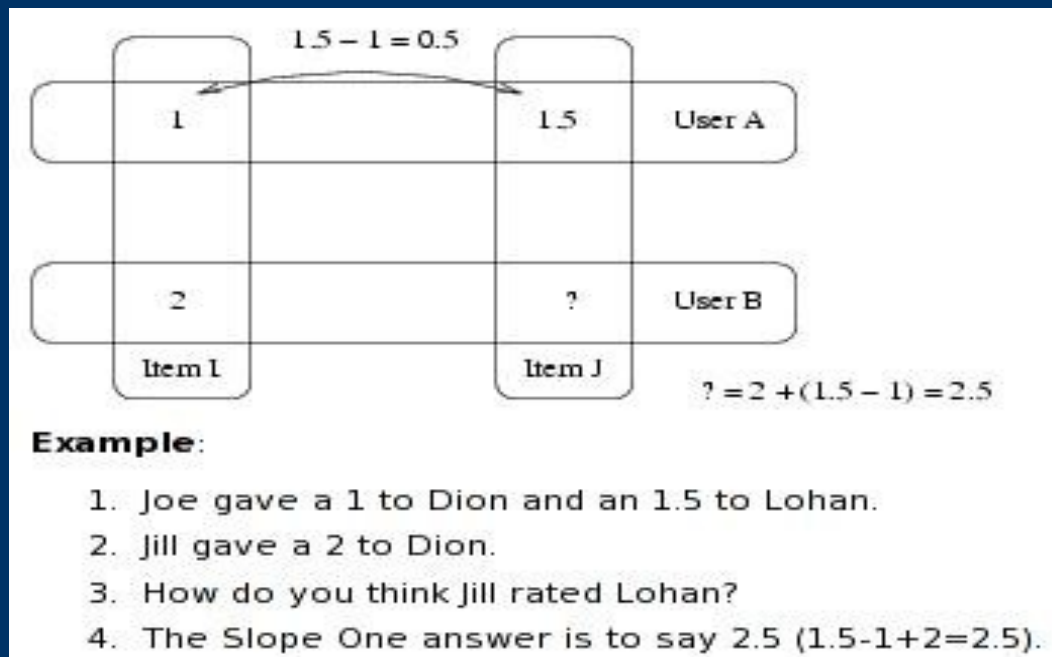 1.5 – 1 = 0.5
1 1.5 User A
2 ? User B
Item I Item J
? = 2 + (1.5 – 1) = 2.5
Example:
1. Joe gave a 1 to Dion and an 1.5 to Lohan.
2. Jill gave a 2 to Dion.
3. How do you think Jill rated Lohan?
4. The Slope One answer is to say 2.5 (1.5-1+2=2.5).